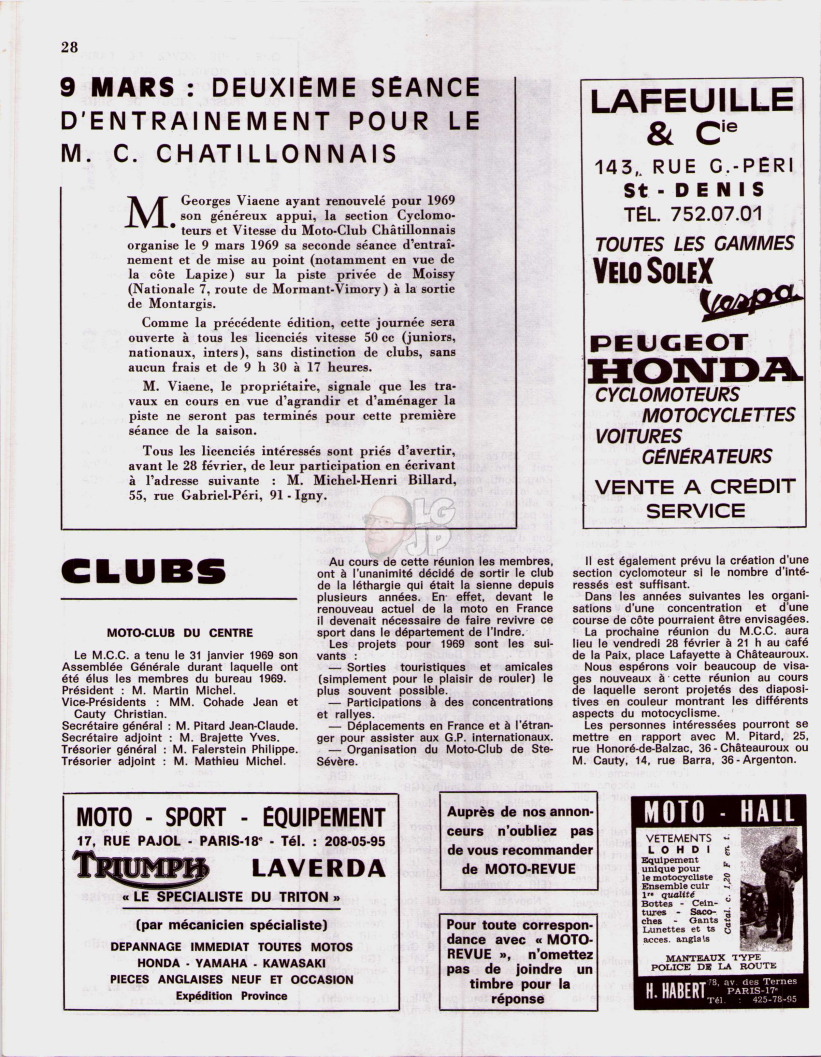 28
9 MARS : DEUXIÈME SÉANCE
D'ENTRAINEMENT POUR LE
M. C. CHATILLONNAIS
M. Georges Viaene ayant renouvelé pour 1969
son généreux appui, la section Cyclomo-
teurs et Vitesse du Moto-Club Châtillonnais
organise le 9 mars 1969 sa seconde séance d'entraî-
nement et de mise au point (notamment en vue de
la côte Lapize) sur la piste privée de Moissy
(Nationale 7, route de Mormant-Vimory) à la sortie
de Montargis.
Comme la précédente édition, cette journée sera
ouverte à tous les licenciés vitesse 50 cc (juniors,
nationaux, inters), sans distinction de clubs, sans
aucun frais et de 9 h 30 à 17 heures.
M. Viaene, le propriétaire, signale que les tra-
vaux en cours en vue d'agrandir et d'aménager la
piste ne seront pas terminés pour cette première
séance de la saison.
Tous les licenciés intéressés sont priés d'avertir,
avant le 28 février, de leur participation en écrivant
à l'adresse suivante : M. Michel-Henri Billard,
55, rue Gabriel-Péri, 91 - Igny.
LAFEUILLE
& Cie
143, RUE G.-PÉRI
St - DENIS
TÉL. 752.07.01
TOUTES LES GAMMES
VELO SOLEX
Vespa
PEUGEOT
HONDA
CYCLOMOTEURS
MOTOCYCLETTES
VOITURES
GÉNÉRATEURS
VENTE A CRÉDIT
SERVICE
LG
JP
CLUBS
MOTO-CLUB DU CENTRE
Le M.C.C. a tenu le 31 janvier 1969 son
Assemblée Générale durant laquelle ont
été élus les membres du bureau 1969.
Président : M. Martin Michel.
Vice-Présidents : MM. Cohade Jean et
Cauty Christian.
Secrétaire général : M. Pitard Jean-Claude.
Secrétaire adjoint : M. Brajette Yves.
Trésorier général : M. Falerstein Philippe.
Trésorier adjoint : M. Mathieu Michel.
Au cours de cette réunion les membres,
ont à l'unanimité décidé de sortir le club
de la léthargie qui était la sienne depuis
plusieurs années. En effet, devant le
renouveau actuel de la moto en France
il devenait nécessaire de faire revivre ce
sport dans le département de l'Indre.
Les projets pour 1969 sont les sui-
vants :
— Sorties touristiques et amicales
(simplement pour le plaisir de rouler) le
plus souvent possible.
— Participations à des concentrations
et rallyes.
— Déplacements en France et à l'étran-
ger pour assister aux G.P. internationaux.
— Organisation du Moto-Club de Ste-
Sévère.
Il est également prévu la création d'une
section cyclomoteur si le nombre d'inté-
ressés est suffisant.
Dans les années suivantes les organi-
sations d'une concentration et d'une
course de côte pourraient être envisagées.
La prochaine réunion du M.C.C. aura
lieu le vendredi 28 février à 21 h au café
de la Paix, place Lafayette à Châteauroux.
Nous espérons voir beaucoup de visa-
ges nouveaux à cette réunion au cours
de laquelle seront projetés des diaposi-
tives en couleur montrant les différents
aspects du motocyclisme.
Les personnes intéressées pourront se
mettre en rapport avec M. Pitard, 25,
rue Honoré-de-Balzac, 36 - Châteauroux ou
M. Cauty, 14, rue Barra, 36 - Argenton.
MOTO - SPORT - ÉQUIPEMENT
17, RUE PAJOL - PARIS-18e - Tél. : 208-05-95
TRIUMPH LAVERDA
« LE SPECIALISTE DU TRITON »
(par mécanicien spécialiste)
DEPANNAGE IMMEDIAT TOUTES MOTOS
HONDA - YAMAHA - KAWASAKI
PIECES ANGLAISES NEUF ET OCCASION
Expédition Province
Auprès de nos annon-
ceurs n'oubliez pas
de vous recommander
de MOTO-REVUE
Pour toute correspon-
dance avec « MOTO-
REVUE », n'omettez
pas de joindre un
timbre pour la
réponse
MOTO - HALL
VETEMENTS
LOHDI
Equipement
unique pour
le motocycliste
Ensemble cuir
1re qualité
Bottes - Cein-
tures - Saco-
ches - Gants
Lunettes et ts
acces. anglais
Catal. c. 1,20 F en t.
MANTEAUX TYPE
POLICE DE LA ROUTE
H. HABERT 78, av. des Ternes
PARIS-17e
Tél. : 425-78-95